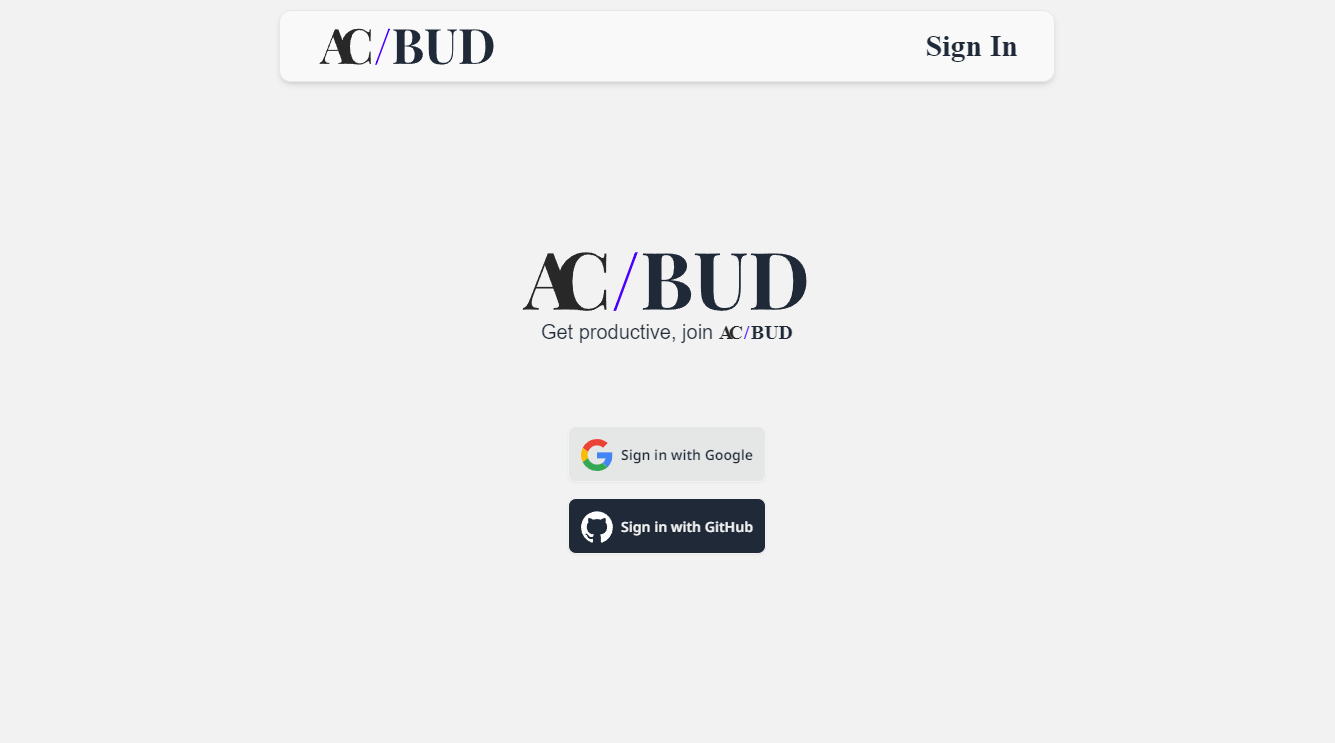 AC/BUD
Sign In
AC/BUD
Get productive, join AC/BUD
Sign in with Google
Sign in with GitHub